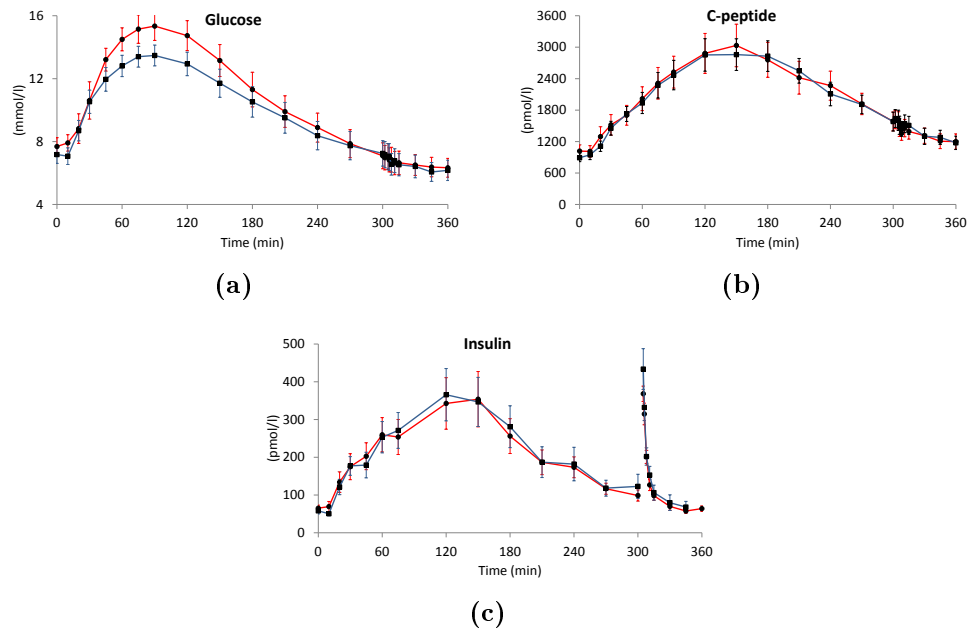 Glucose
(mmol/l)
16
12
8
4
0 60 120 180 240 300 360
Time (min)
(a)
C-peptide
(pmol/l)
3600
3000
2400
1800
1200
600
0
0 60 120 180 240 300 360
Time (min)
(b)
Insulin
(pmol/l)
500
400
300
200
100
0
0 60 120 180 240 300 360
Time (min)
(c)